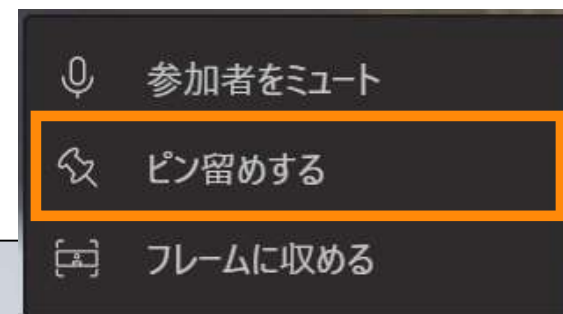 参加者をミュート
ピン留めする
フレームに収める